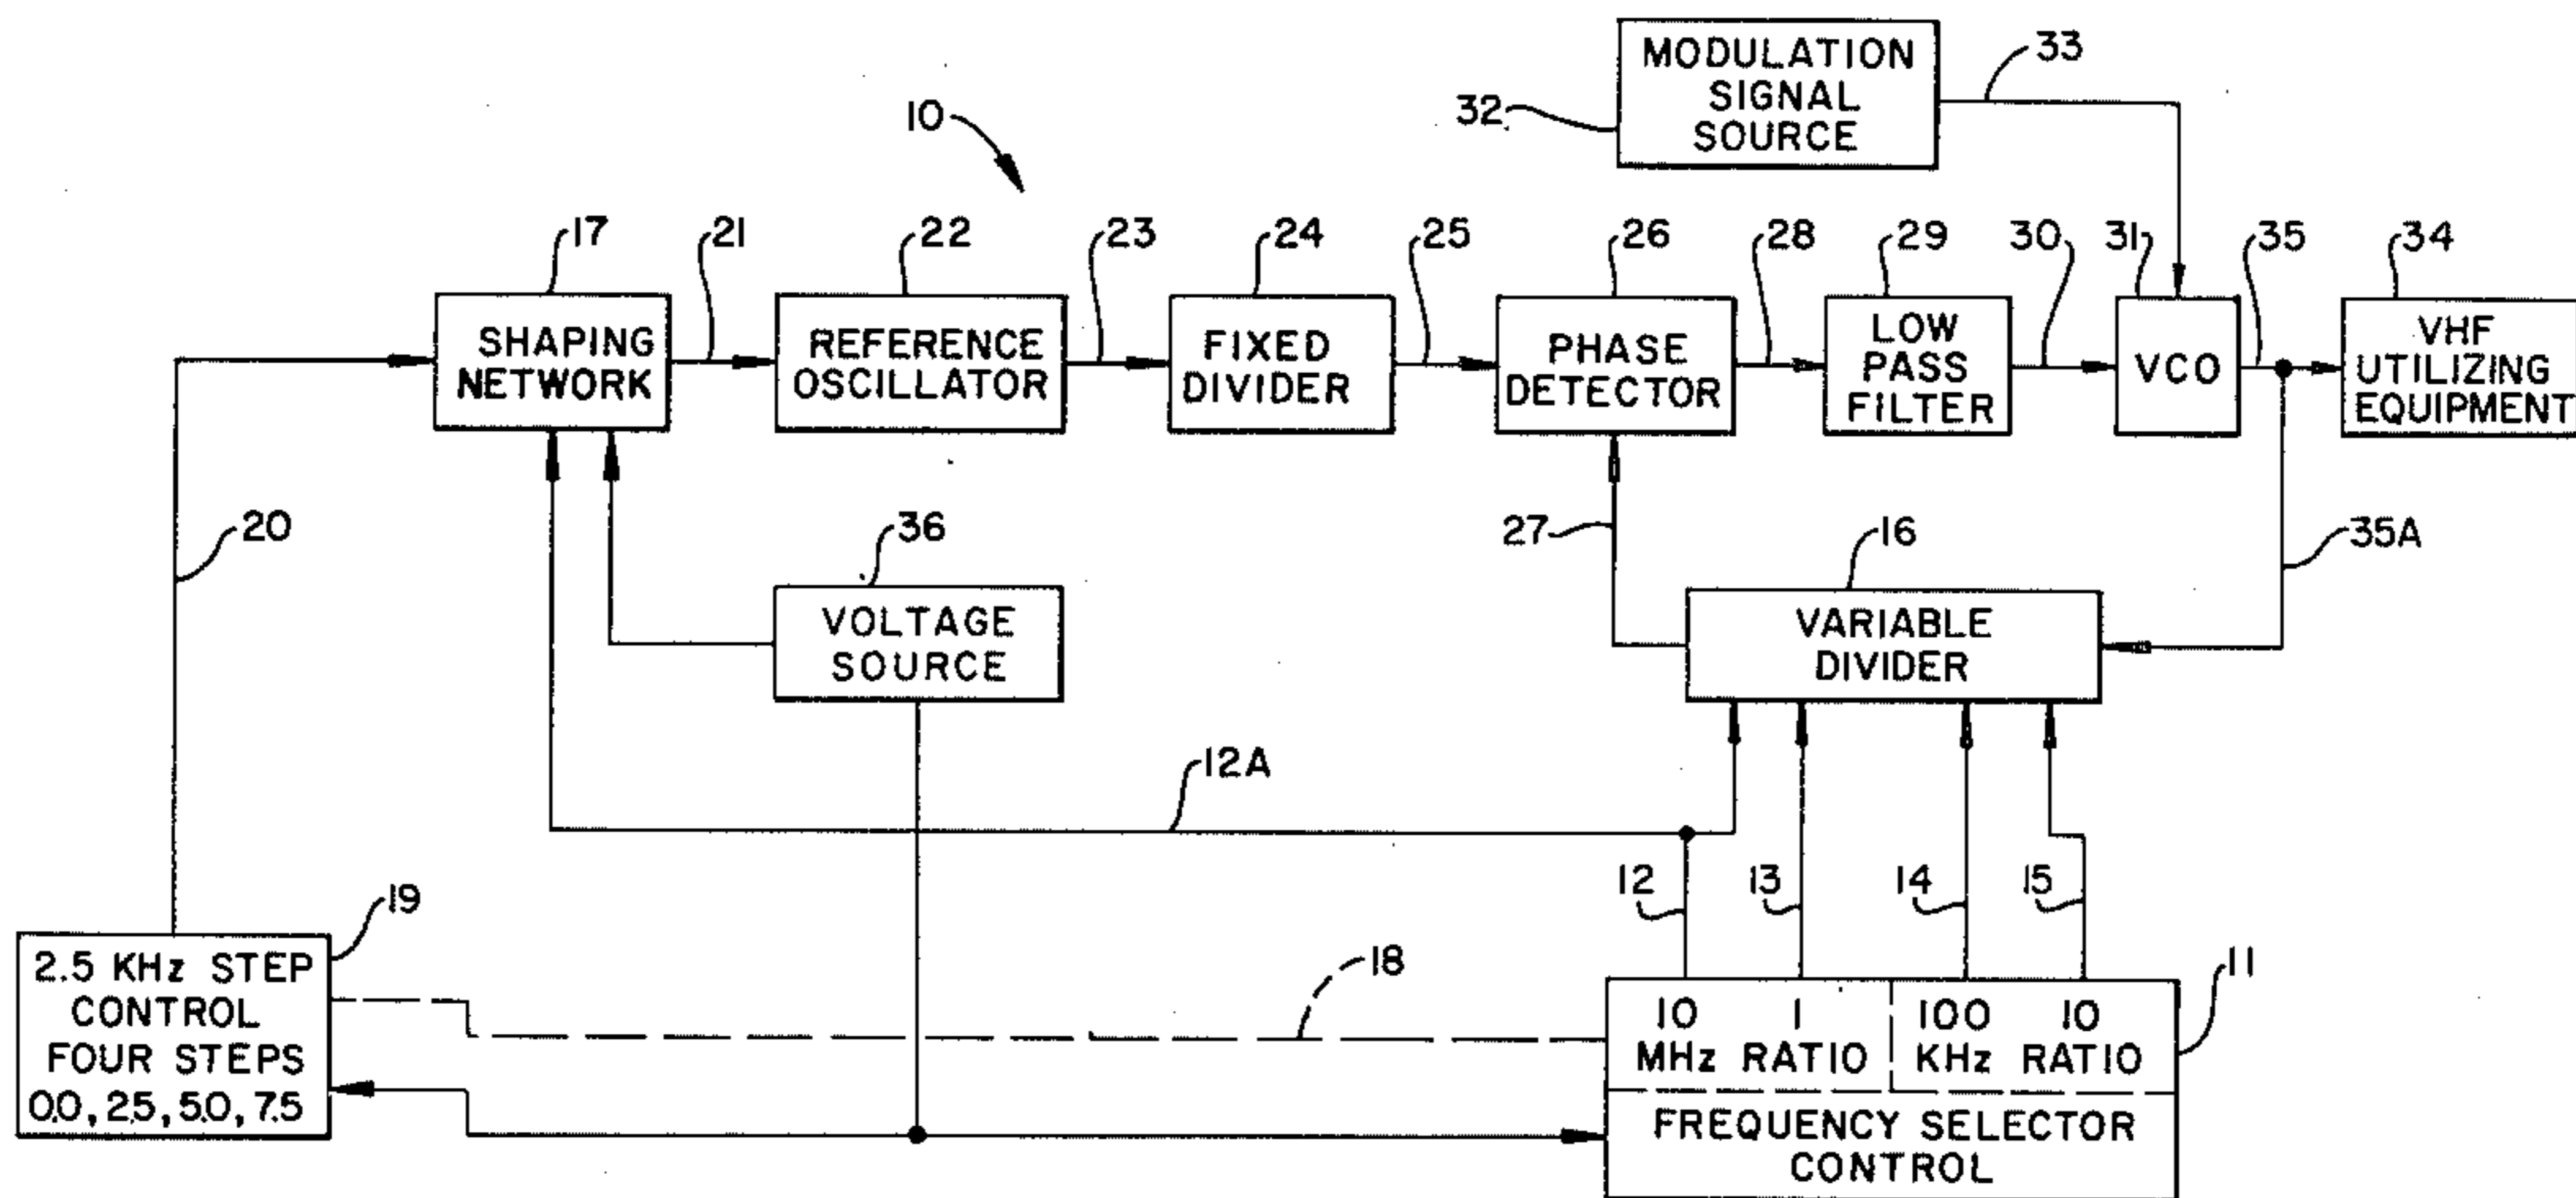 MODULATION
SIGNAL
SOURCE
33
32
10
17
21
22
23
24
25
26
28
29
30
31
35
34
SHAPING
NETWORK
REFERENCE
OSCILLATOR
FIXED
DIVIDER
PHASE
DETECTOR
LOW
PASS
FILTER
VCO
VHF
UTILIZING
EQUIPMENT
20
36
27
16
35A
VOLTAGE
SOURCE
VARIABLE
DIVIDER
12A
12
13
14
15
19
18
11
2.5 KHz STEP
CONTROL
FOUR STEPS
0.0, 2.5, 5.0, 7.5
10 1
MHz RATIO
100 10
KHz RATIO
FREQUENCY SELECTOR
CONTROL